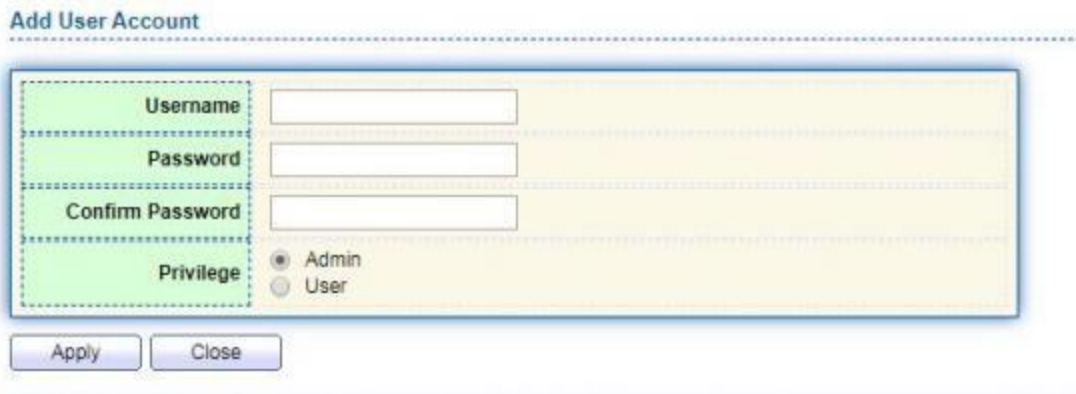 Add User Account
Username
Password
Confirm Password
Privilege
Admin
User
Apply
Close